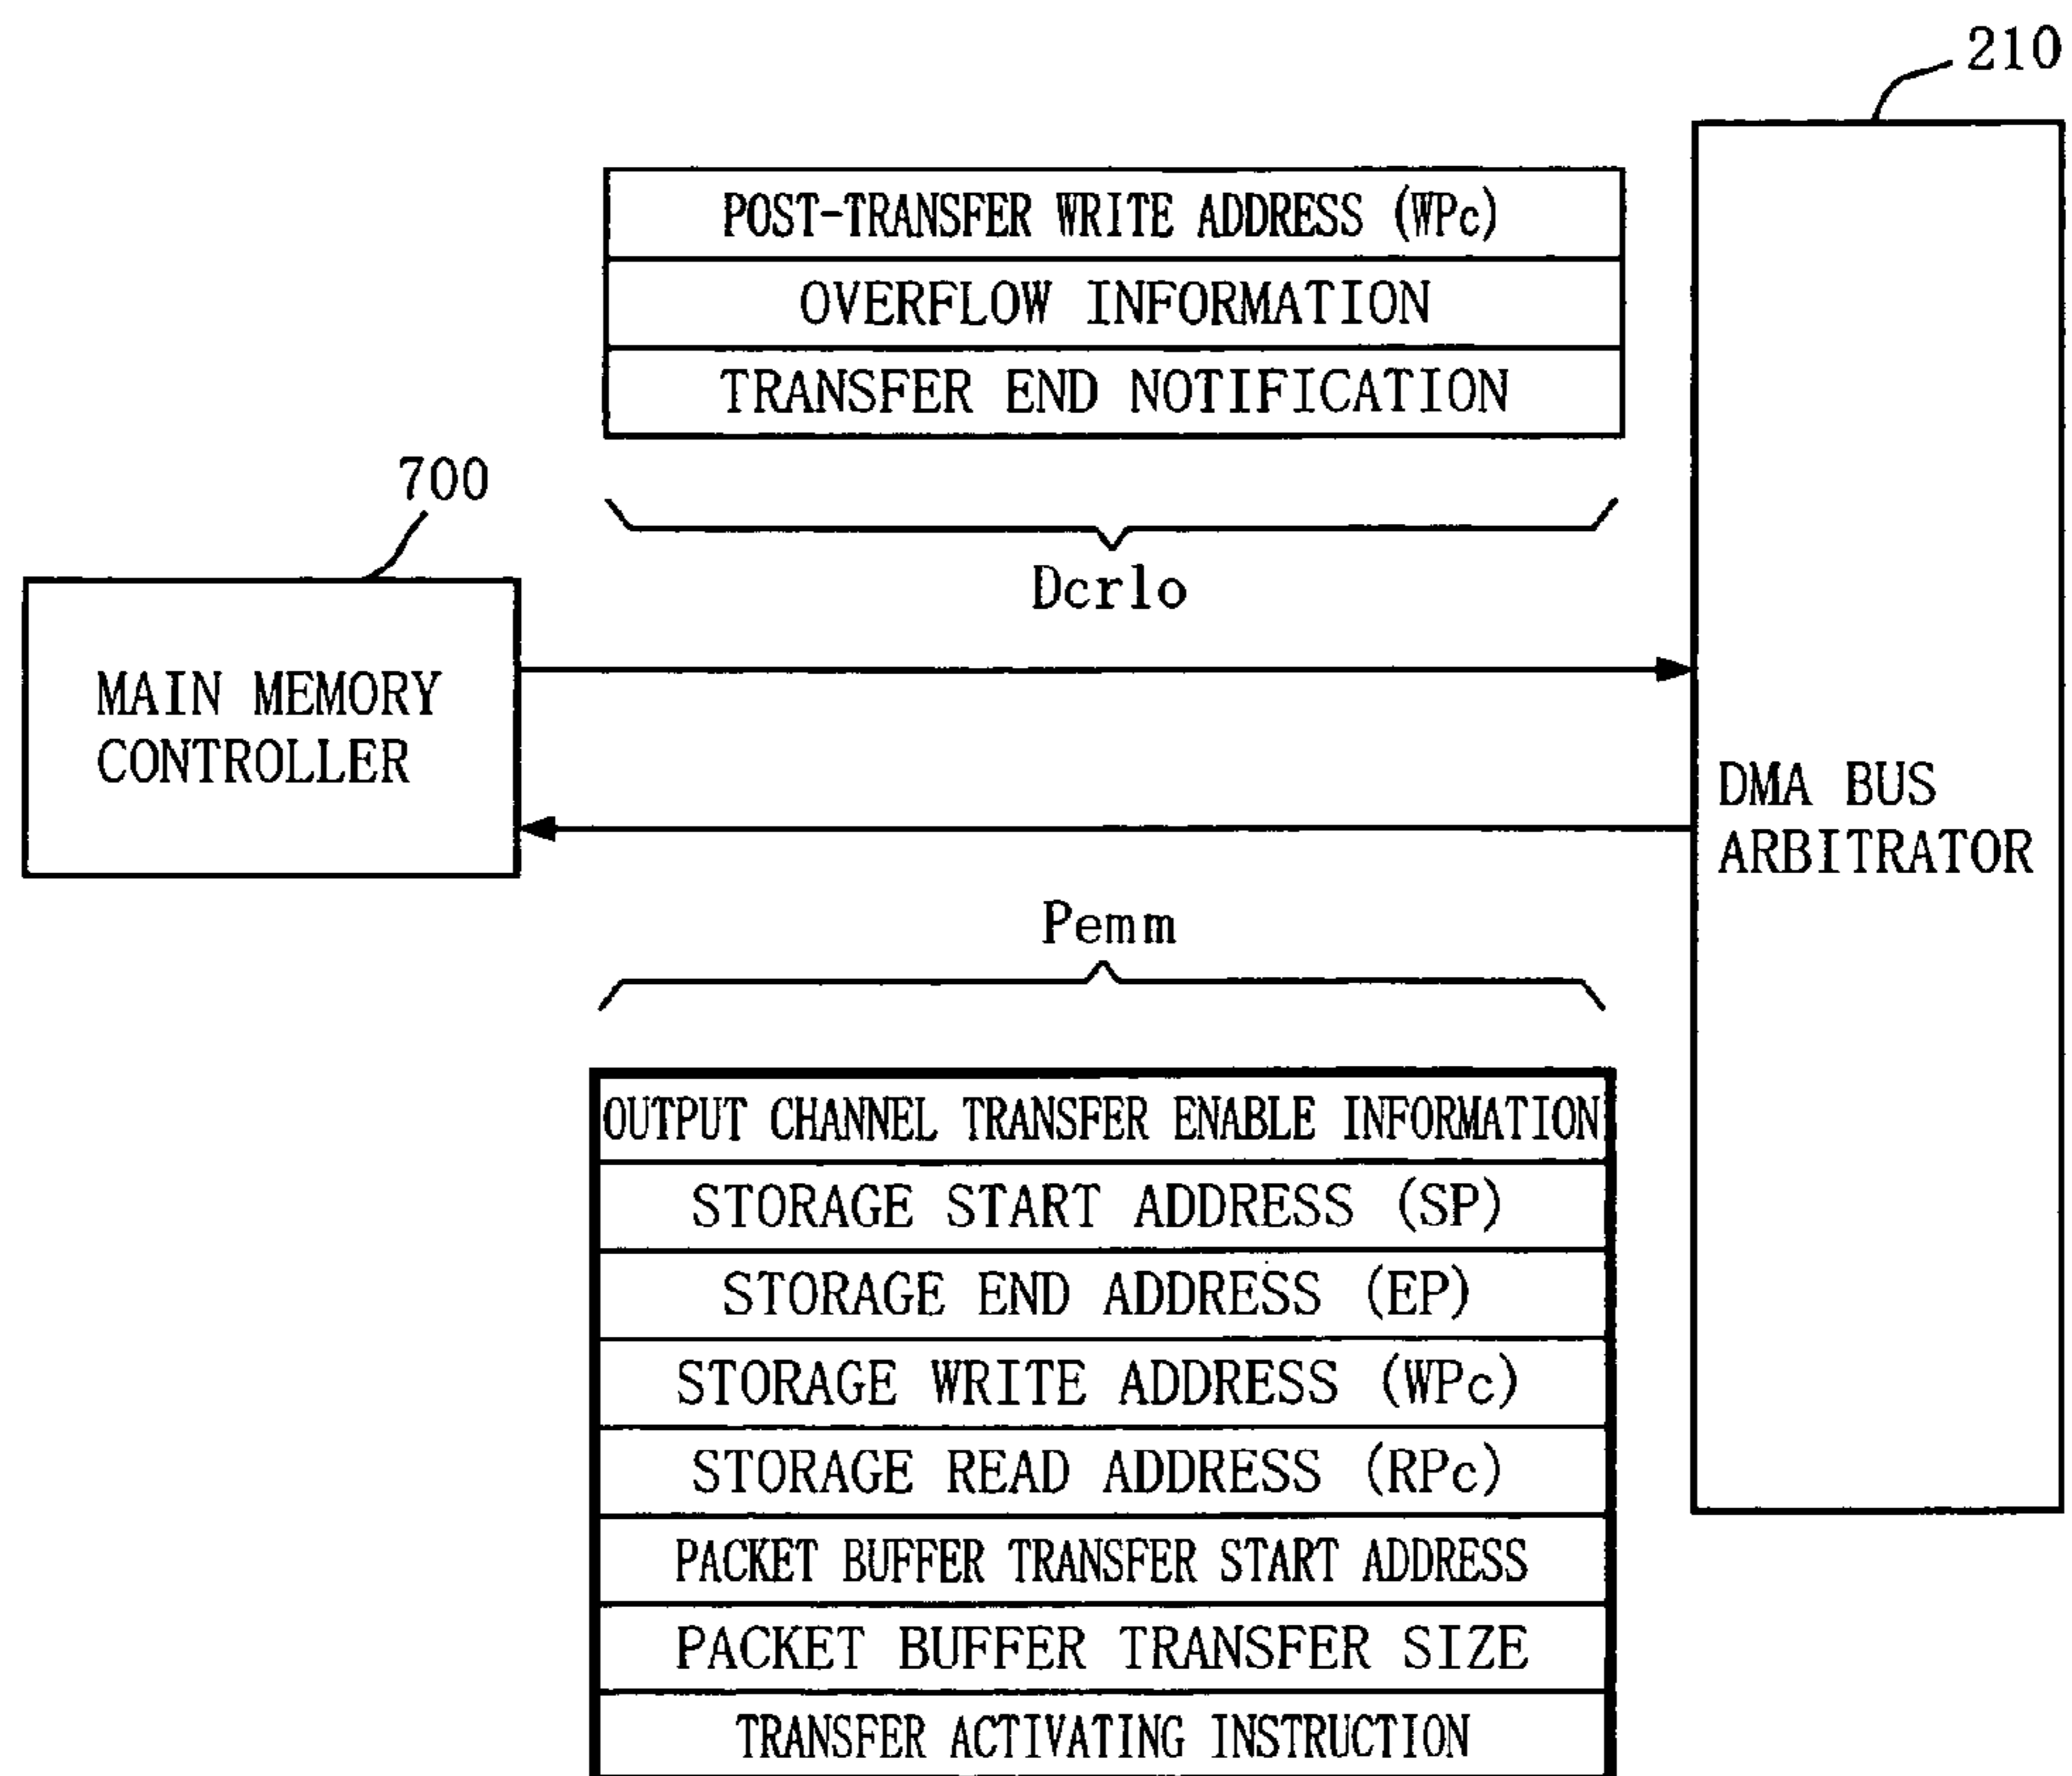 210
POST-TRANSFER WRITE ADDRESS (WPc)
OVERFLOW INFORMATION
TRANSFER END NOTIFICATION
700
Dcrlo
MAIN MEMORY
CONTROLLER
DMA BUS
ARBITRATOR
Pemm
OUTPUT CHANNEL TRANSFER ENABLE INFORMATION
STORAGE START ADDRESS (SP)
STORAGE END ADDRESS (EP)
STORAGE WRITE ADDRESS (WPc)
STORAGE READ ADDRESS (RPc)
PACKET BUFFER TRANSFER START ADDRESS
PACKET BUFFER TRANSFER SIZE
TRANSFER ACTIVATING INSTRUCTION